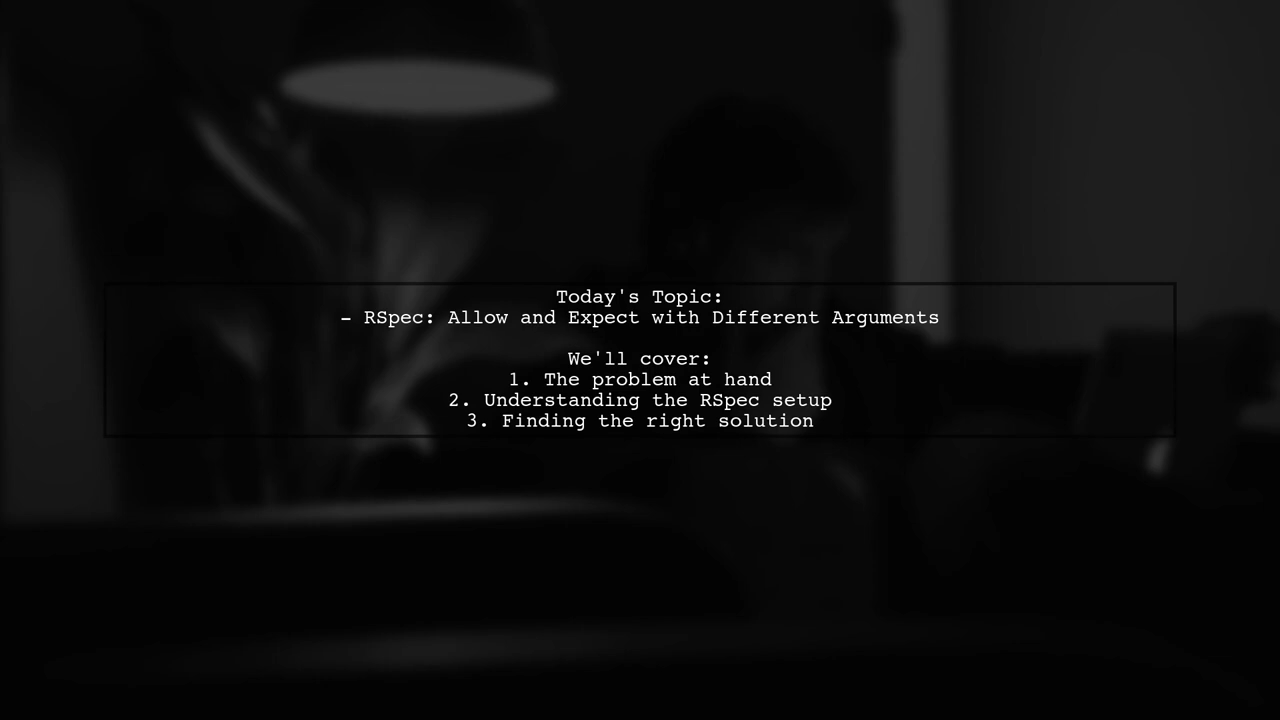 Today's Topic:
– RSpec: Allow and Expect with Different Arguments
We'll cover:
1. The problem at hand
2. Understanding the RSpec setup
3. Finding the right solution